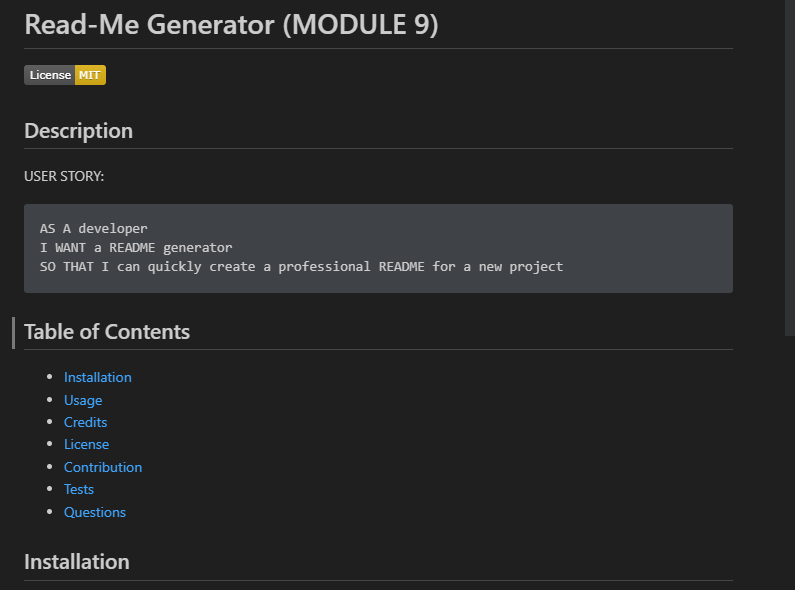 Read-Me Generator (MODULE 9)
License MIT
Description
USER STORY:
AS A developer
I WANT a README generator
SO THAT I can quickly create a professional README for a new project
Table of Contents
Installation
Usage
Credits
License
Contribution
Tests
Questions
Installation